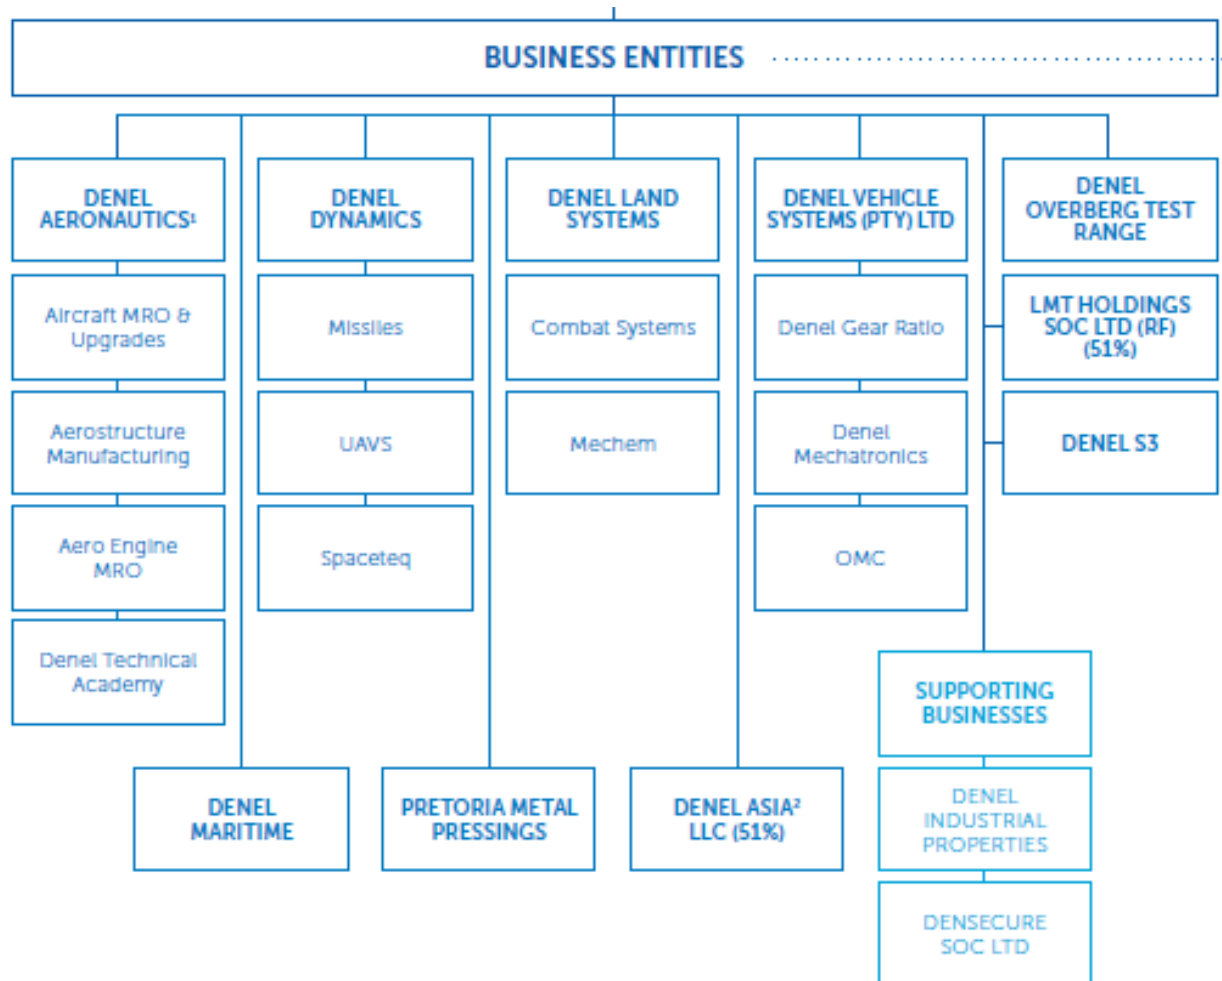 BUSINESS ENTITIES
DENEL
AERONAUTICS¹
DENEL
DYNAMICS
DENEL LAND
SYSTEMS
DENEL VEHICLE
SYSTEMS (PTY) LTD
DENEL
OVERBERG TEST
RANGE
Aircraft MRO &
Upgrades
Missiles
Combat Systems
Denel Gear Ratio
LMT HOLDINGS
SOC LTD (RF)
(51%)
Aerostructure
Manufacturing
UAVS
Mechem
Denel
Mechatronics
DENEL S3
Aero Engine
MRO
Spaceteq
OMC
Denel Technical
Academy
SUPPORTING
BUSINESSES
DENEL
MARITIME
PRETORIA METAL
PRESSINGS
DENEL ASIA²
LLC (51%)
DENEL
INDUSTRIAL
PROPERTIES
DENSECURE
SOC LTD